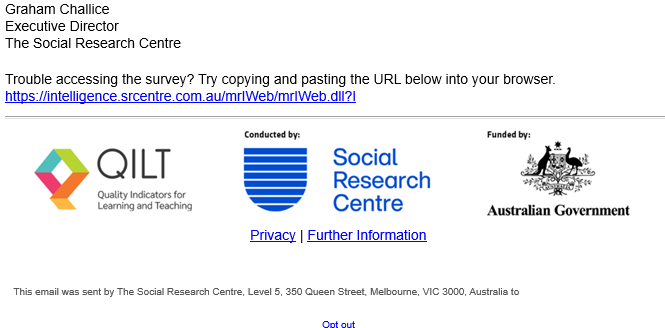 Graham Challice
Executive Director
The Social Research Centre
Trouble accessing the survey? Try copying and pasting the URL below into your browser.
https://intelligence.srcentre.com.au/mrIWeb/mrIWeb.dll?I
Conducted by:
Funded by:
QILT
Quality Indicators for
Learning and Teaching
Social
Research
Centre
Australian Government
Privacy | Further Information
This email was sent by The Social Research Centre, Level 5, 350 Queen Street, Melbourne, VIC 3000, Australia to
Opt out